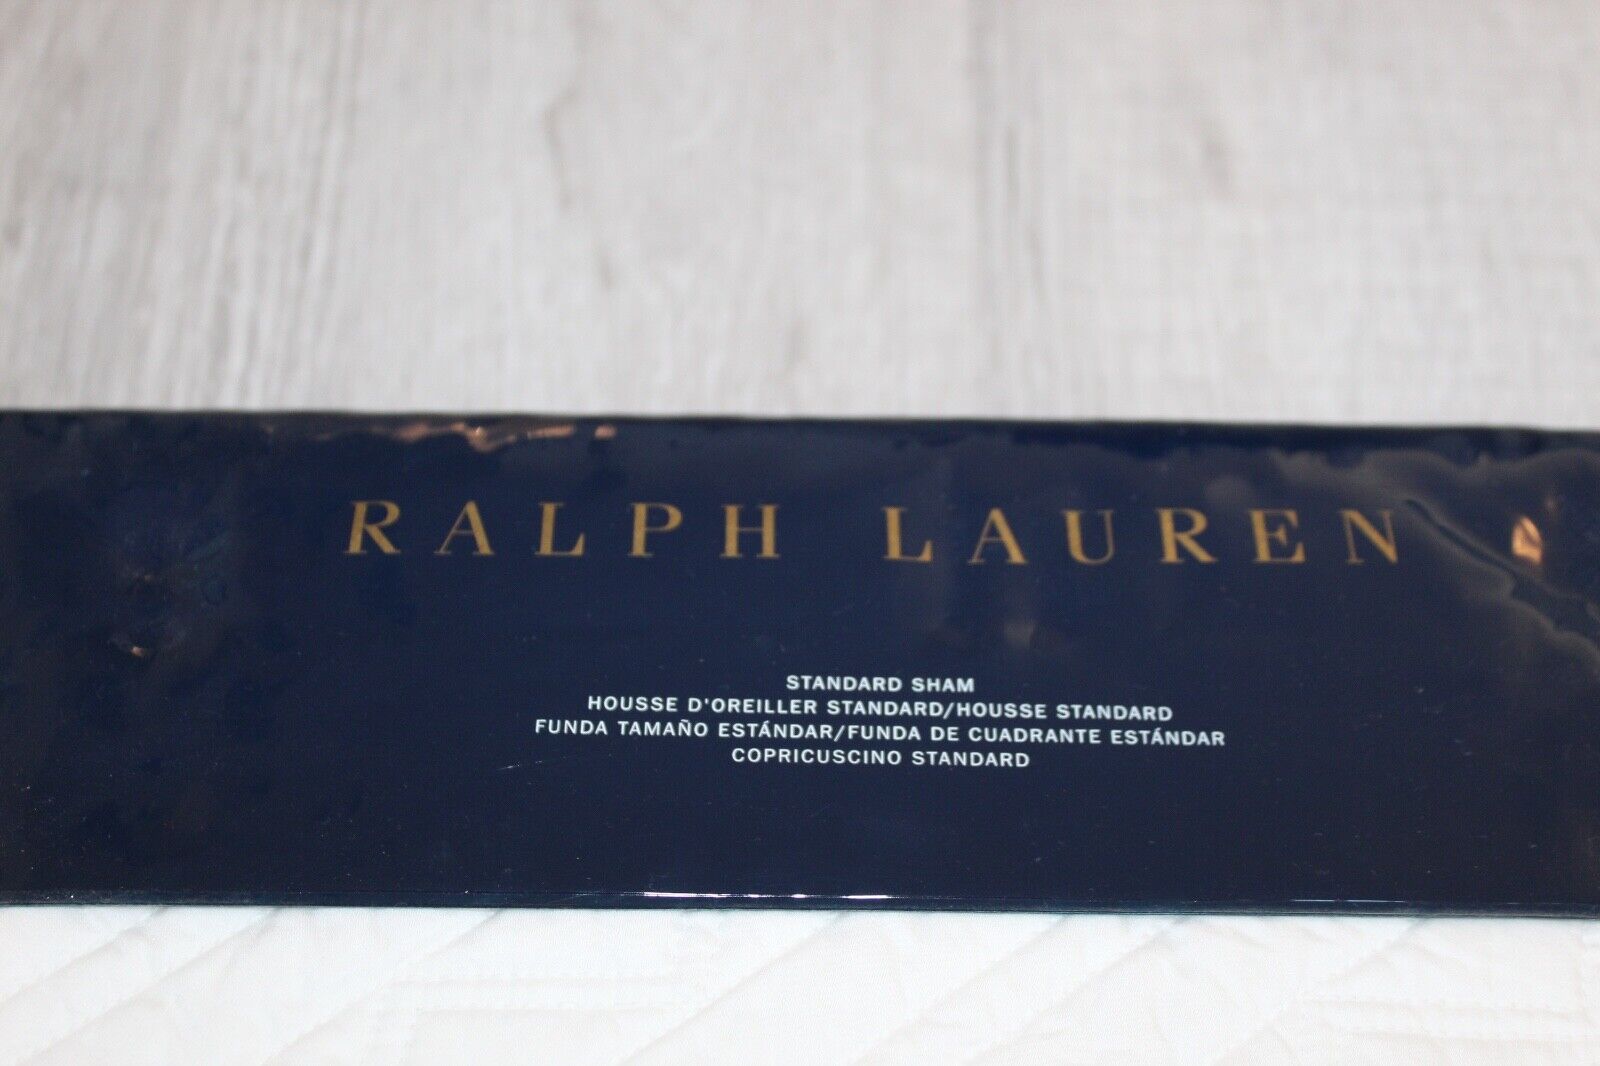 RALPH LAUREN
STANDARD SHAM
HOUSSE D'OREILLER STANDARD/HOUSSE STANDARD
FUNDA TAMAÑO ESTÁNDAR/FUNDA DE CUADRANTE ESTÁNDAR
COPRICUSCINO STANDARD